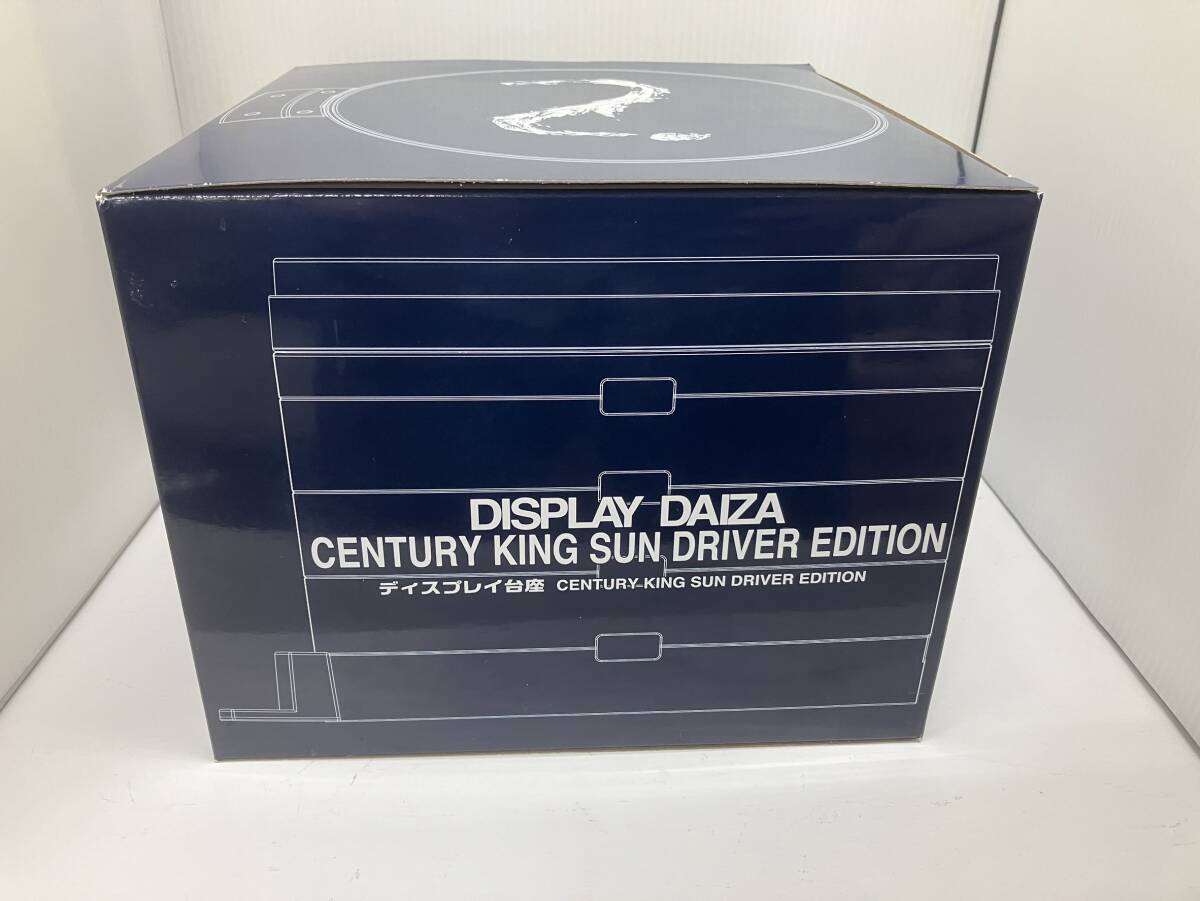 ?
DISPLAY DAIZA
CENTURY KING SUN DRIVER EDITION
ディスプレイ台座 CENTURY KING SUN DRIVER EDITION